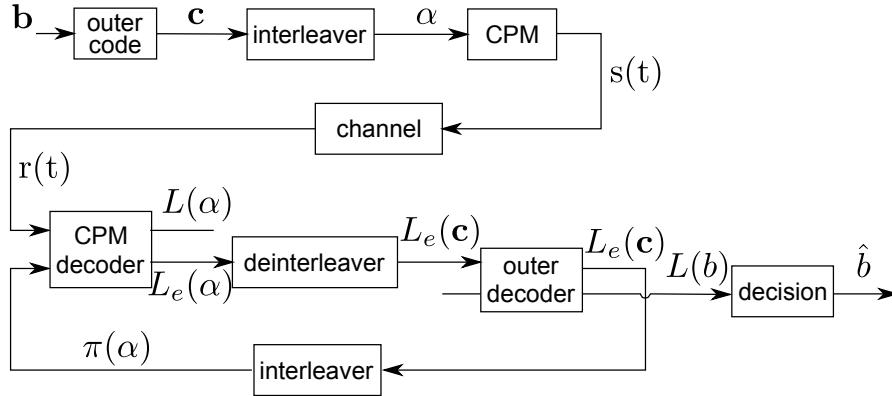 b
outer
code
c
interleaver
α
CPM
s(t)
channel
r(t)
CPM
decoder
L(α)
L_e(α)
deinterleaver
L_e(c)
outer
decoder
L_e(c)
L(b)
decision
b̂
π(α)
interleaver